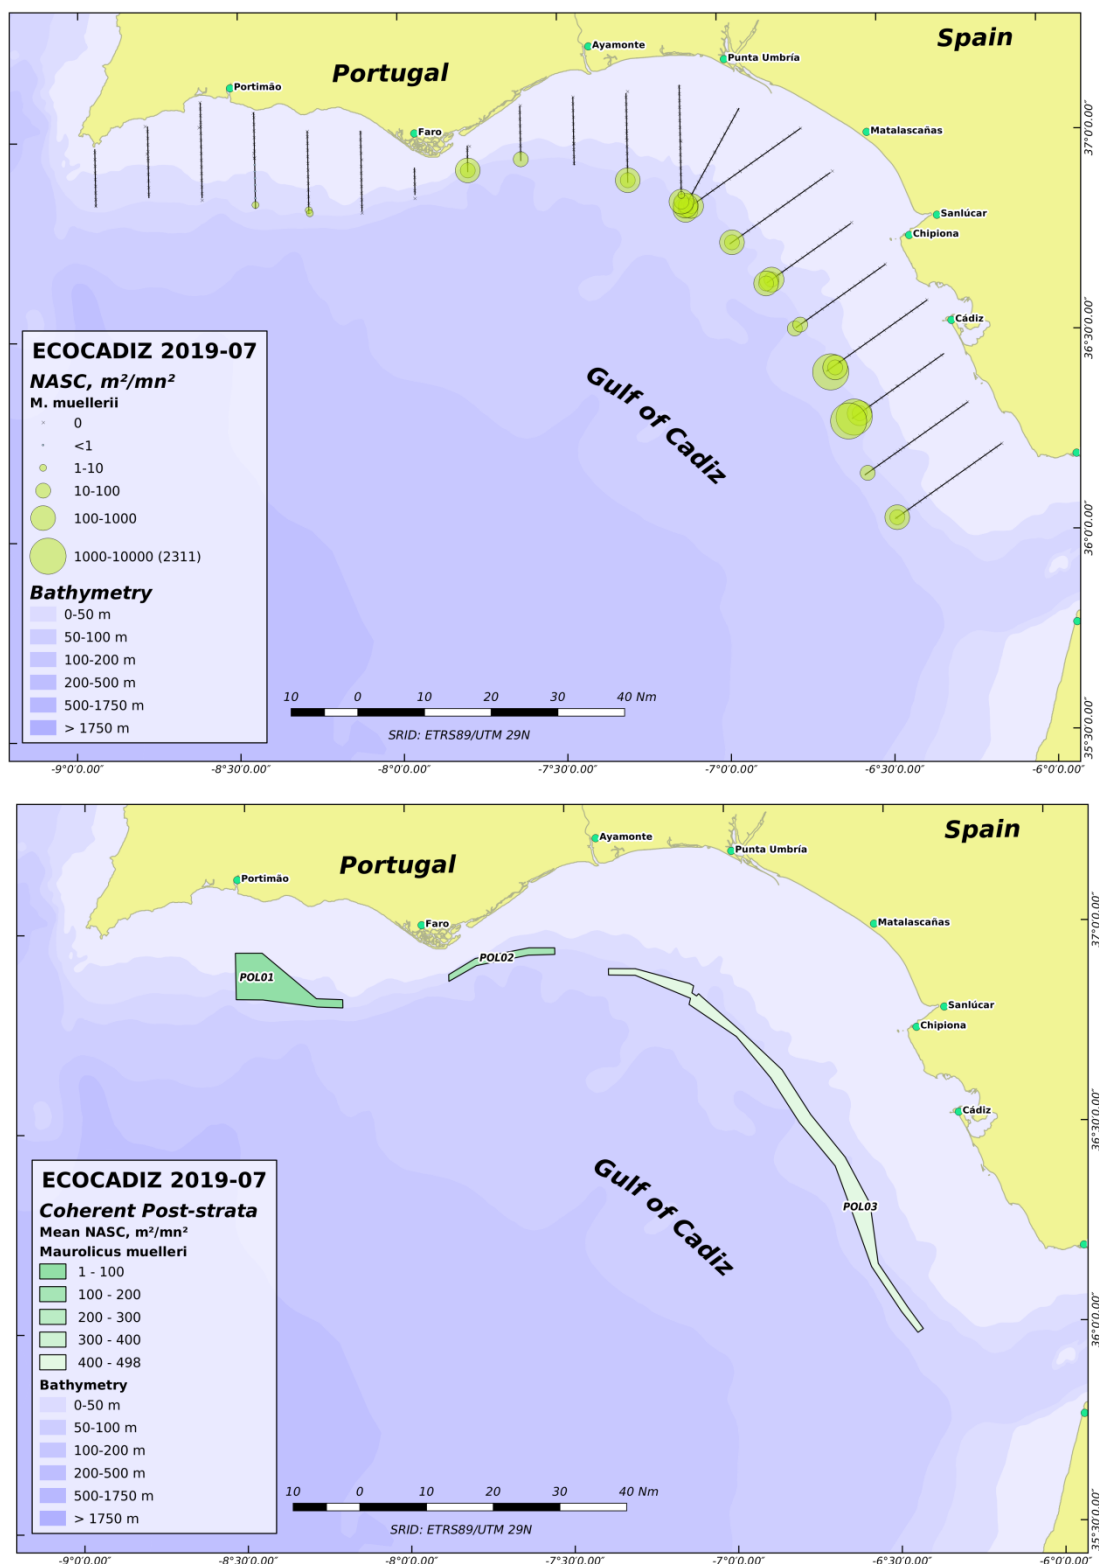 Spain
Ayamonte
Portugal
Punta Umbría
Portimão
Faro
Matalascañas
37°0'0.00"
Sanlúcar
Chipiona
Cádiz
36°30'0.00"
Gulf of Cadiz
36°0'0.00"
35°30'0.00"
ECOCADIZ 2019-07
NASC, m²/mn²
M. muellerii
0
<1
1-10
10-100
100-1000
1000-10000 (2311)
Bathymetry
0-50 m
50-100 m
100-200 m
200-500 m
500-1750 m
> 1750 m
10 0 10 20 30 40 Nm
SRID: ETRS89/UTM 29N
-9°0'0.00" -8°30'0.00" -8°0'0.00" -7°30'0.00" -7°0'0.00" -6°30'0.00" -6°0'0.00"
Spain
Ayamonte
Portugal
Punta Umbría
Portimão
Faro
Matalascañas
37°0'0.00"
POL01
POL02
Sanlúcar
Chipiona
Cádiz
36°30'0.00"
Gulf of Cadiz
POL03
36°0'0.00"
35°30'0.00"
ECOCADIZ 2019-07
Coherent Post-strata
Mean NASC, m²/mn²
Maurolicus muelleri
1 - 100
100 - 200
200 - 300
300 - 400
400 - 498
Bathymetry
0-50 m
50-100 m
100-200 m
200-500 m
500-1750 m
> 1750 m
10 0 10 20 30 40 Nm
SRID: ETRS89/UTM 29N
-9°0'0.00" -8°30'0.00" -8°0'0.00" -7°30'0.00" -7°0'0.00" -6°30'0.00" -6°0'0.00"